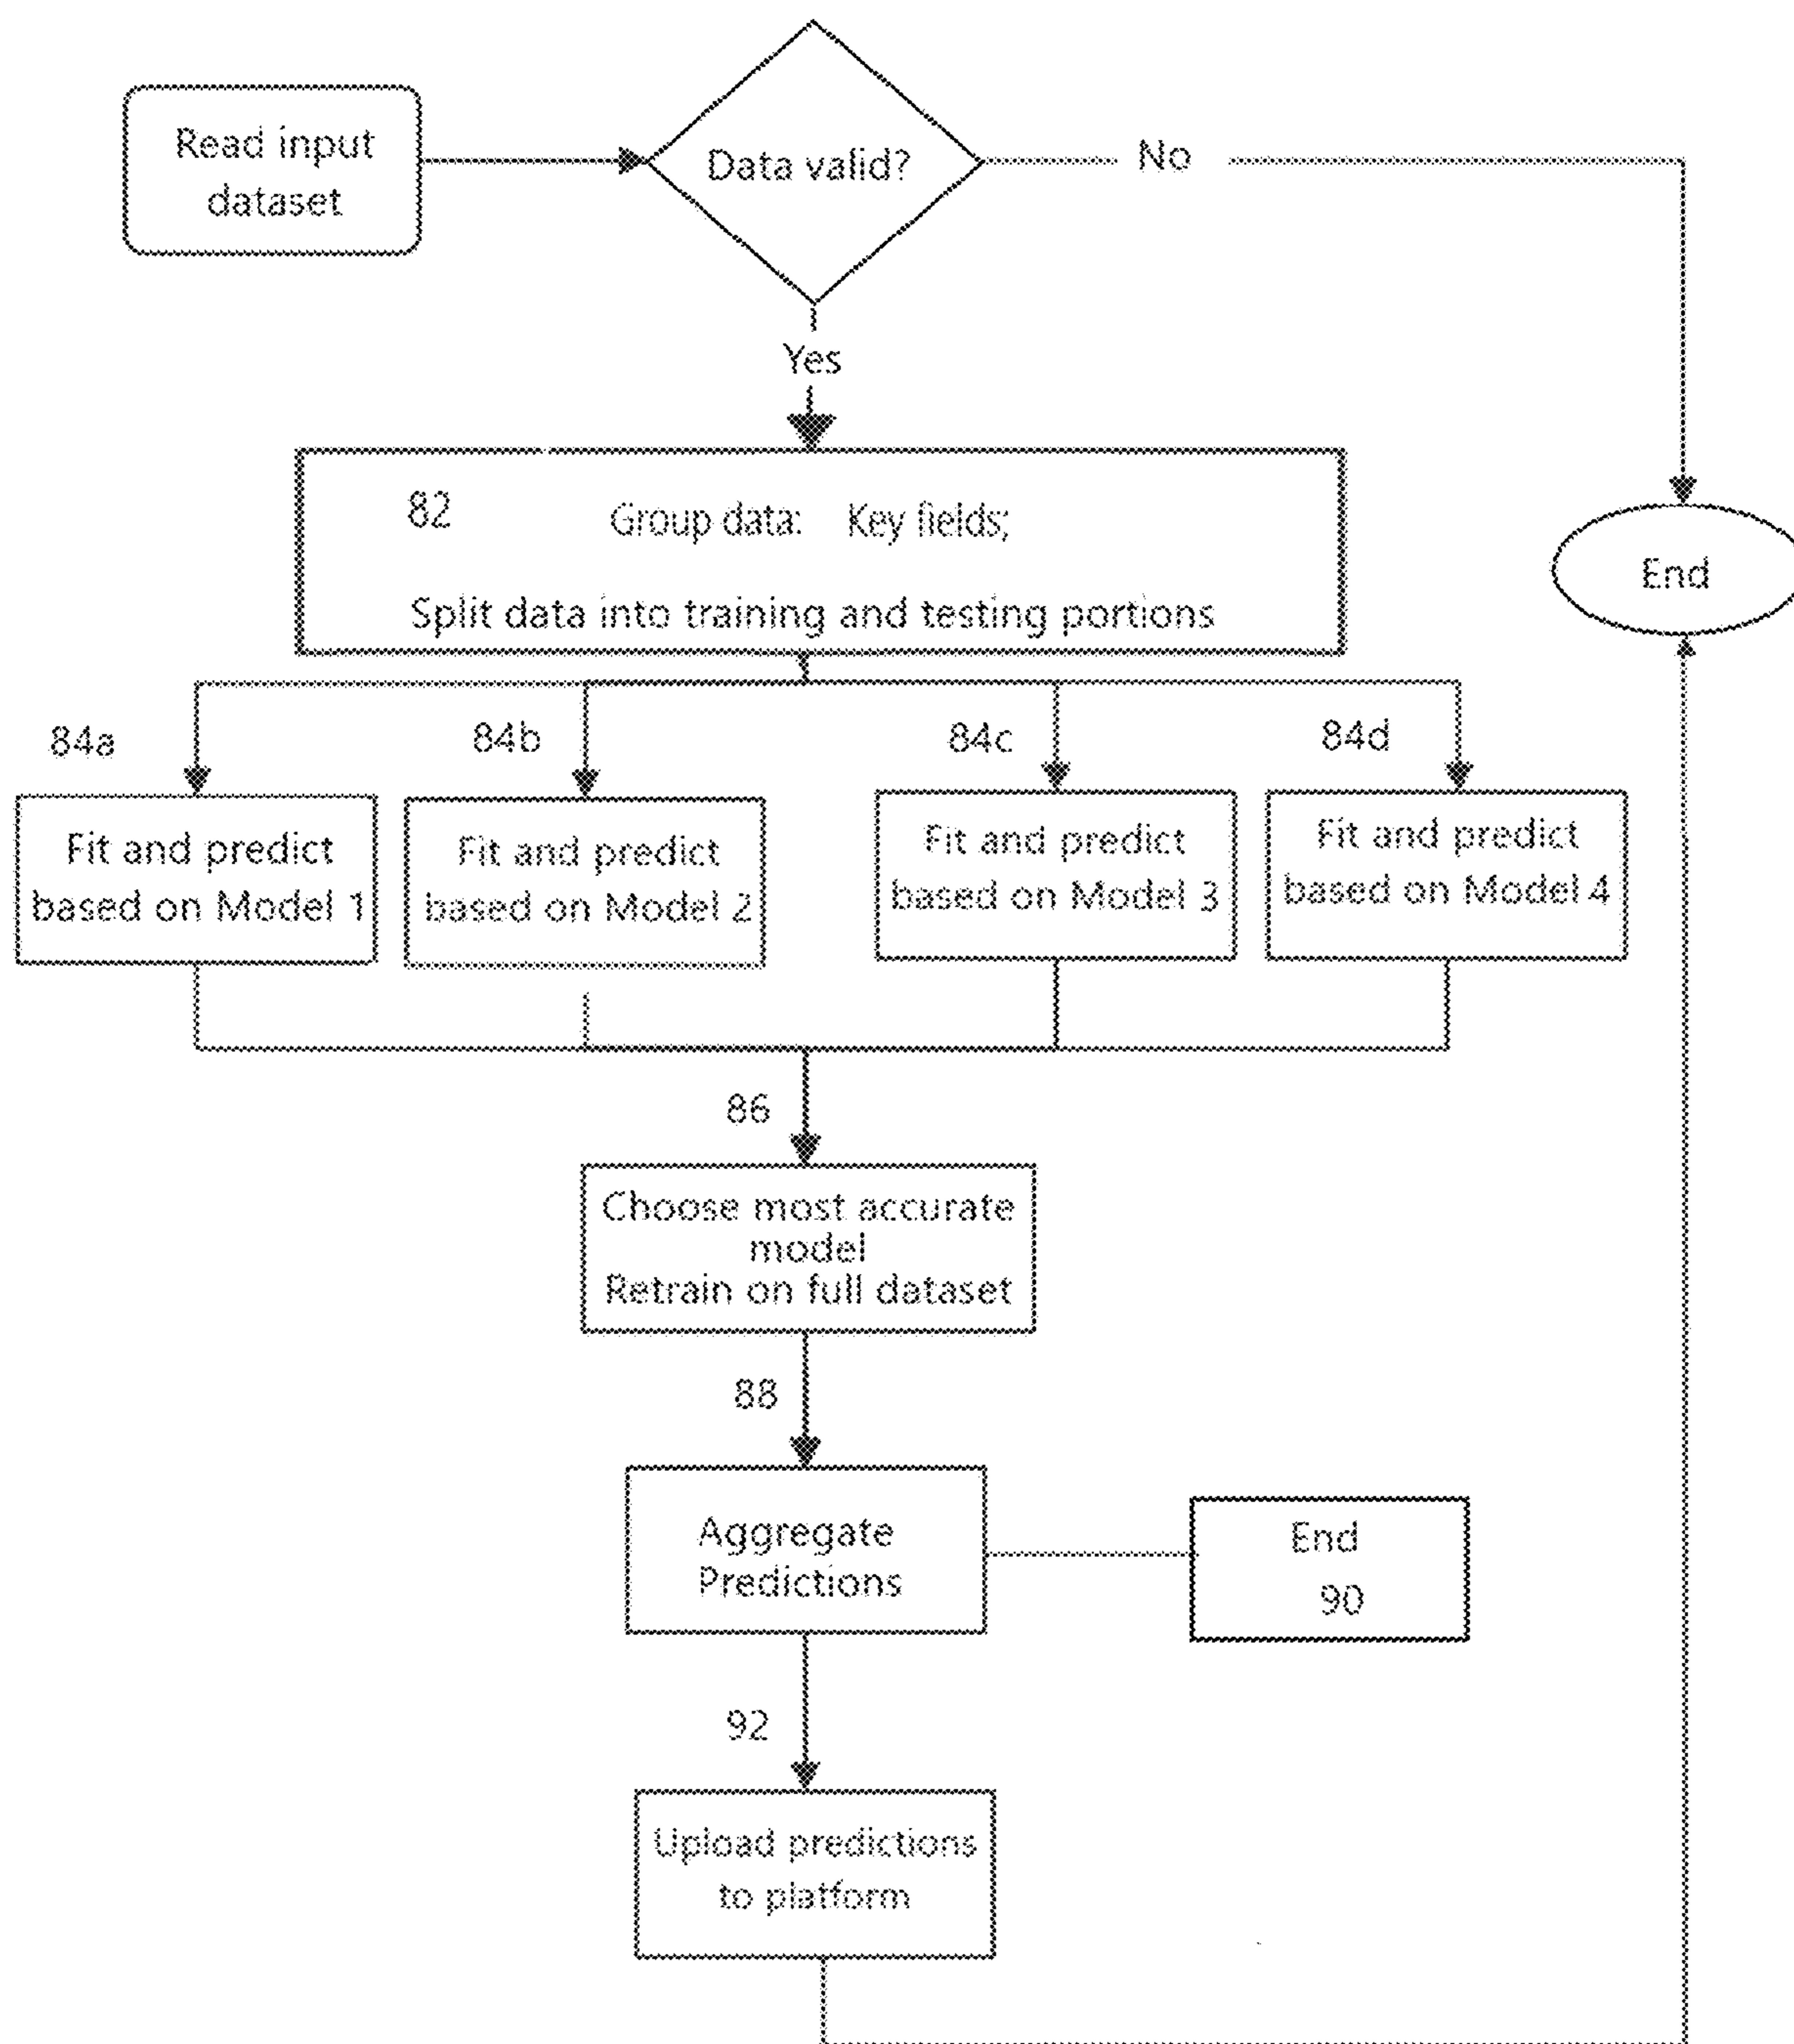 Read input
dataset
Data valid?
No
Yes
82
Group data: Key fields;
Split data into training and testing portions
End
84a
84b
84c
84d
Fit and predict
based on Model 1
Fit and predict
based on Model 2
Fit and predict
based on Model 3
Fit and predict
based on Model 4
86
Choose most accurate
model
Retrain on full dataset
88
Aggregate
Predictions
End
90
92
Upload predictions
to platform